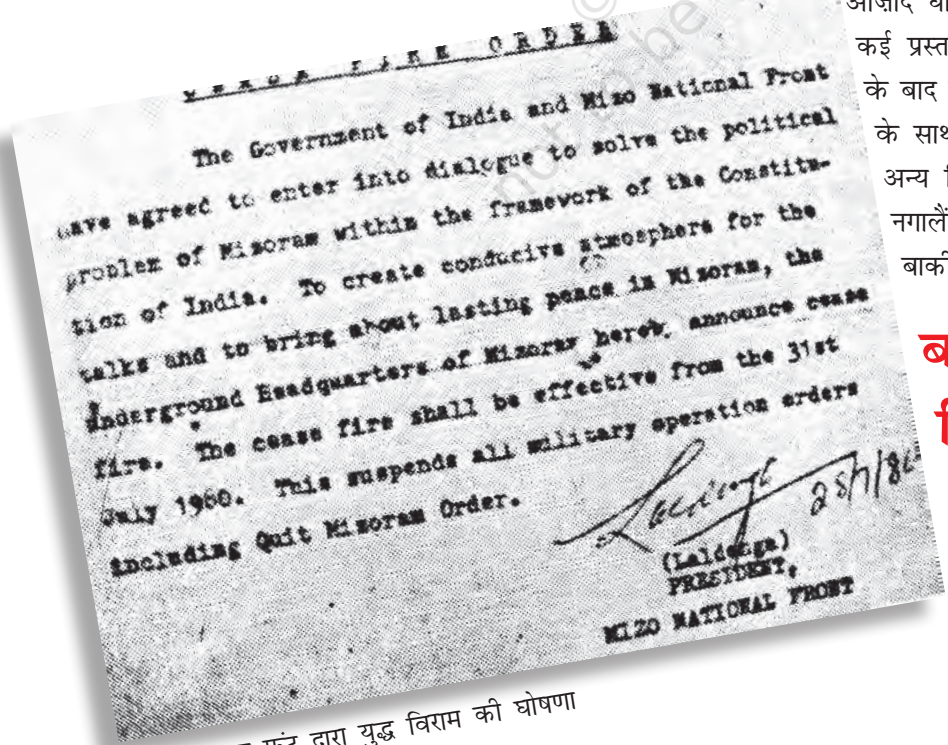 FIRE ORDER
The Government of India and Mizo National Front
have agreed to enter into dialogue to solve the political
problem of Mizoram within the framework of the Constitu-
tion of India. To create conducive atmosphere for the
talks and to bring about lasting peace in Mizoram, the
Underground Headquarters of Mizoram hereby announce cease
fire. The cease fire shall be effective from the 31st
July 1980. This suspends all military operation orders
including Quit Mizoram Order.
(Laldenga)
PRESIDENT,
MIZO NATIONAL FRONT
द्वारा युद्ध विराम की घोषणा
कई
के बाद
के साथ
अन्य
not to be